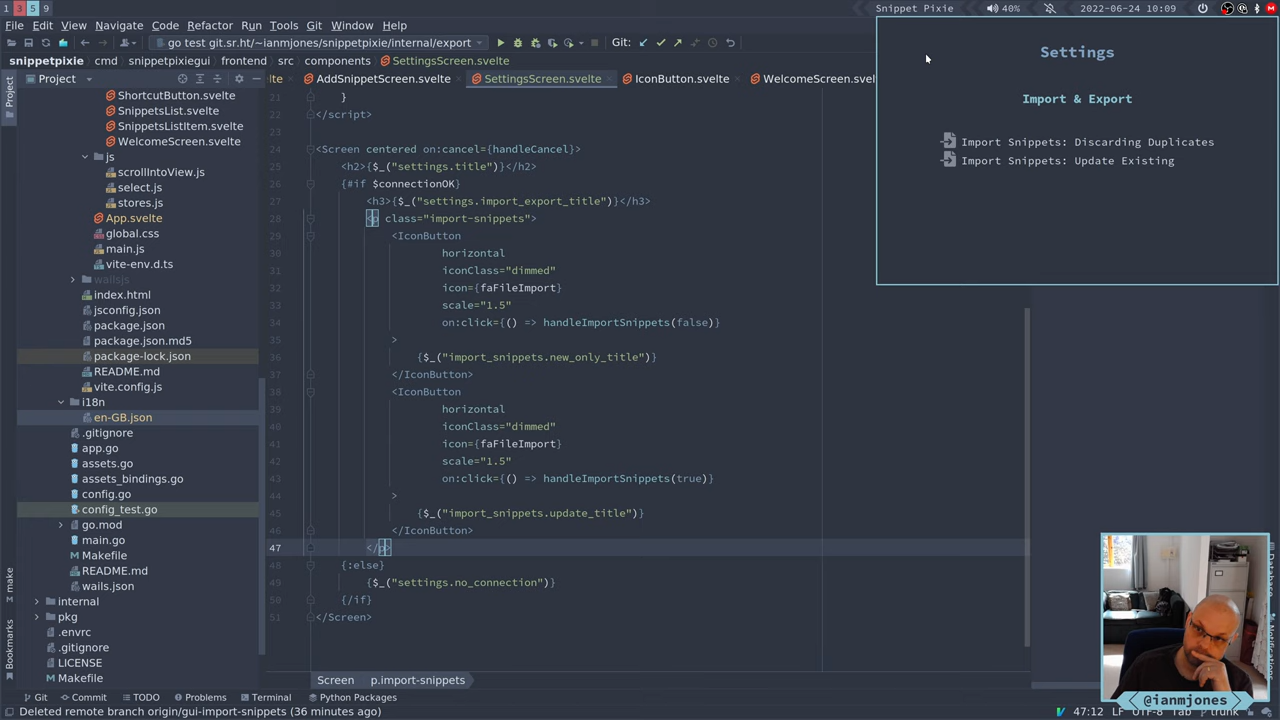 1 3 5 9
Snippet Pixie
40%
2022-06-24 10:09
File Edit View Navigate Code Refactor Run Tools Git Window Help
go test git.sr.ht/~ianmjones/snippetpixie/internal/export
Git:
snippetpixie cmd snippetpixiegui frontend src components SettingsScreen.svelte
Project
lte AddSnippetScreen.svelte SettingsScreen.svelte IconButton.svelte WelcomeScreen.sve
ShortcutButton.svelte
SnippetsList.svelte
SnippetsListItem.svelte
WelcomeScreen.svelte
js
scrollIntoView.js
select.js
stores.js
App.svelte
global.css
main.js
vite-env.d.ts
wailsjs
index.html
jsconfig.json
package.json
package.json.md5
package-lock.json
README.md
vite.config.js
i18n
en-GB.json
.gitignore
app.go
assets.go
assets_bindings.go
config.go
config_test.go
go.mod
main.go
Makefile
README.md
wails.json
internal
pkg
.envrc
.gitignore
LICENSE
Makefile
21 }
22 </script>
23
24 <Screen centered on:cancel={handleCancel}>
25 <h2>{$_("settings.title")}</h2>
26 {#if $connectionOK}
27 <h3>{$_("settings.import_export_title")}</h3>
28 <p class="import-snippets">
29 <IconButton
30 horizontal
31 iconClass="dimmed"
32 icon={faFileImport}
33 scale="1.5"
34 on:click={() => handleImportSnippets(false)}
35 >
36 {$_("import_snippets.new_only_title")}
37 </IconButton>
38 <IconButton
39 horizontal
40 iconClass="dimmed"
41 icon={faFileImport}
42 scale="1.5"
43 on:click={() => handleImportSnippets(true)}
44 >
45 {$_("import_snippets.update_title")}
46 </IconButton>
47 </p>
48 {:else}
49 {$_("settings.no_connection")}
50 {/if}
51 </Screen>
Settings
Import & Export
Import Snippets: Discarding Duplicates
Import Snippets: Update Existing
Project
make
Bookmarks
Database
Notifications
@ianmjones
Screen p.import-snippets
Git Commit TODO Problems Terminal Python Packages
Deleted remote branch origin/gui-import-snippets (36 minutes ago)
47:12 LF UTF-8 Tab trunk